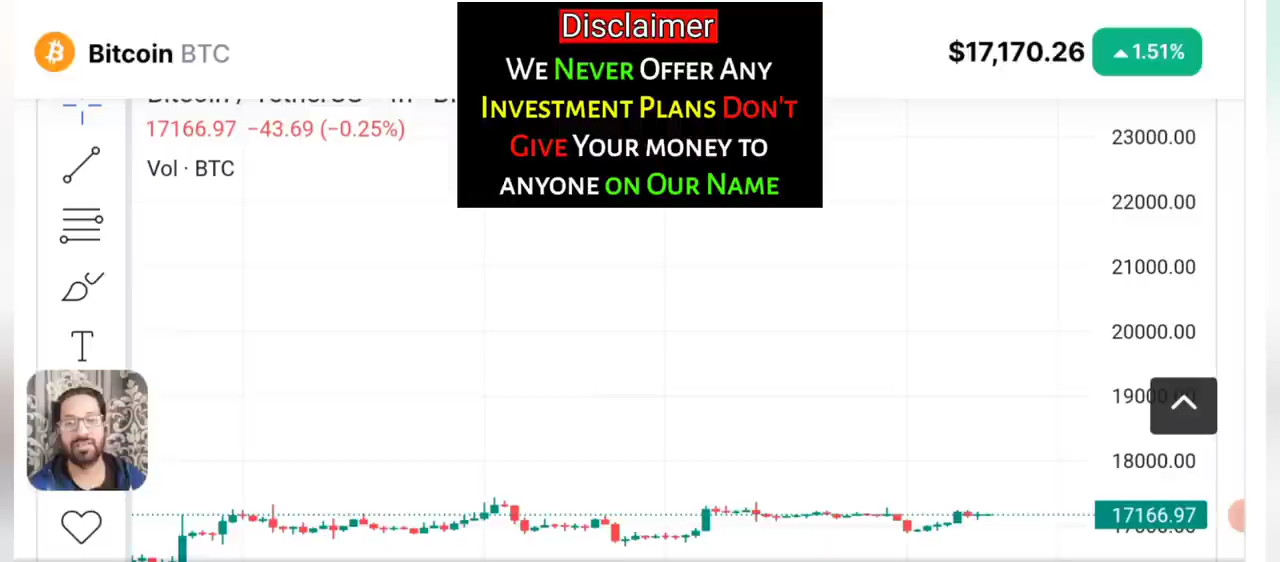 Disclaimer
We Never Offer Any
Investment Plans Don't
Give Your money to
anyone on Our Name
Bitcoin BTC
$17,170.26
1.51%
17166.97 −43.69 (−0.25%)
Vol · BTC
T
23000.00
22000.00
21000.00
20000.00
18000.00
17166.97